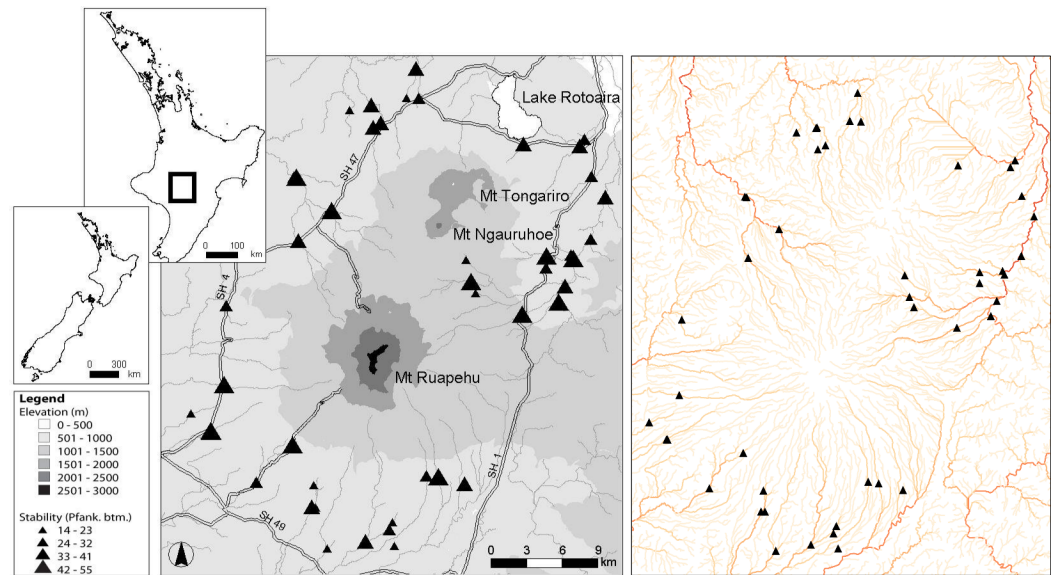 0 100
km
0 300
km
Lake Rotoaira
SH 47
Mt Tongariro
Mt Ngauruhoe
SH 4
Mt Ruapehu
SH 1
SH 49
0 3 6 9
km
Legend
Elevation (m)
0 - 500
501 - 1000
1001 - 1500
1501 - 2000
2001 - 2500
2501 - 3000
Stability (Pfank. btm.)
14 - 23
24 - 32
33 - 41
42 - 55